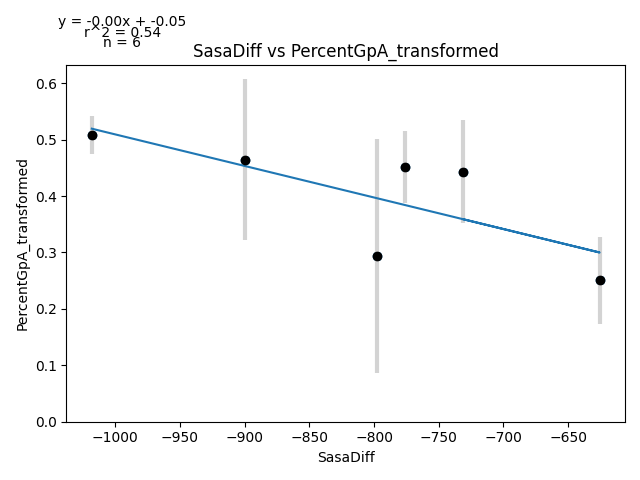 y = -0.00x + -0.05
r^2 = 0.54
n = 6
SasaDiff vs PercentGpA_transformed
PercentGpA_transformed
0.6
0.5
0.4
0.3
0.2
0.1
0.0
−1000 −950 −900 −850 −800 −750 −700 −650
SasaDiff